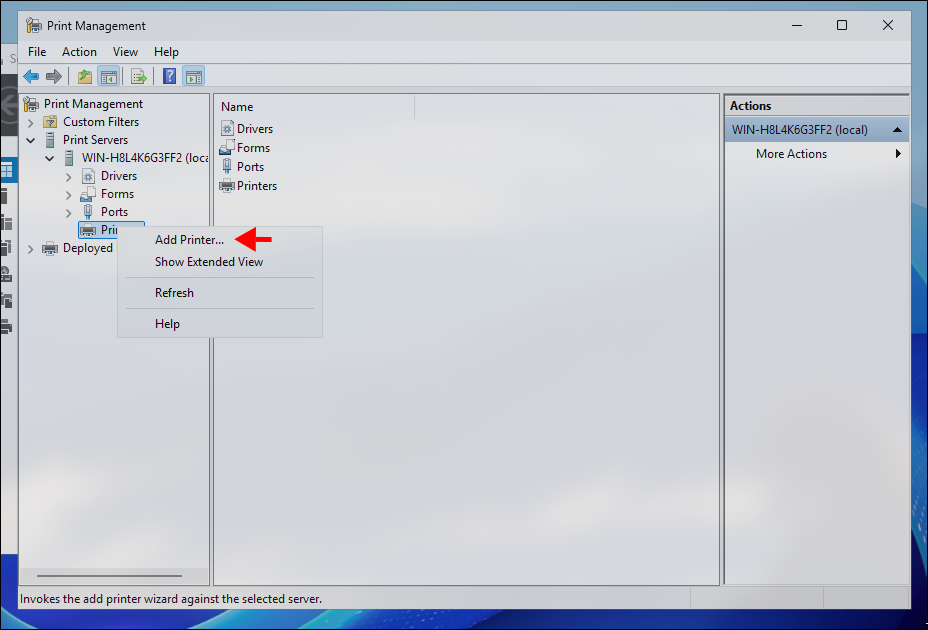 Print Management
File Action View Help
Print Management
Custom Filters
Print Servers
WIN-H8L4K6G3FF2 (loca
Drivers
Forms
Ports
Prin
Deployed
Add Printer...
Show Extended View
Refresh
Help
Name
Drivers
Forms
Ports
Printers
Actions
WIN-H8L4K6G3FF2 (local)
More Actions
Invokes the add printer wizard against the selected server.